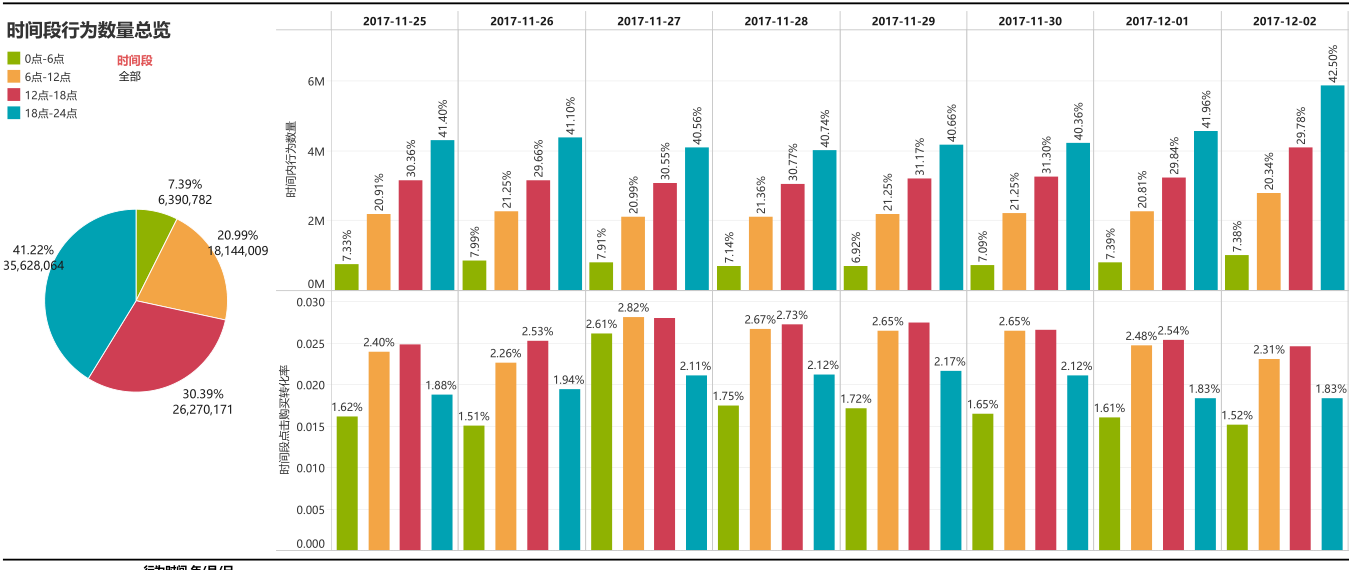 时间段行为数量总览
0点-6点
6点-12点
12点-18点
18点-24点
时间段
全部
7.39%
6,390,782
20.99%
18,144,009
41.22%
35,628,064
30.39%
26,270,171
2017-11-25 2017-11-26 2017-11-27 2017-11-28 2017-11-29 2017-11-30 2017-12-01 2017-12-02
时间内行为数量
6M
4M
2M
0M
7.33% 20.91% 30.36% 41.40%
7.99% 21.25% 29.66% 41.10%
7.91% 20.99% 30.55% 40.56%
7.14% 21.36% 30.77% 40.74%
6.92% 21.25% 31.17% 40.66%
7.09% 21.25% 31.30% 40.36%
7.39% 20.81% 29.84% 41.96%
7.38% 20.34% 29.78% 42.50%
时间段点击购买转化率
0.030
0.025
0.020
0.015
0.010
0.005
0.000
1.62% 2.40% 1.88%
1.51% 2.26% 2.53% 1.94%
2.61% 2.82% 2.11%
1.75% 2.67% 2.73% 2.12%
1.72% 2.65% 2.17%
1.65% 2.65% 2.12%
1.61% 2.48% 2.54% 1.83%
1.52% 2.31% 1.83%